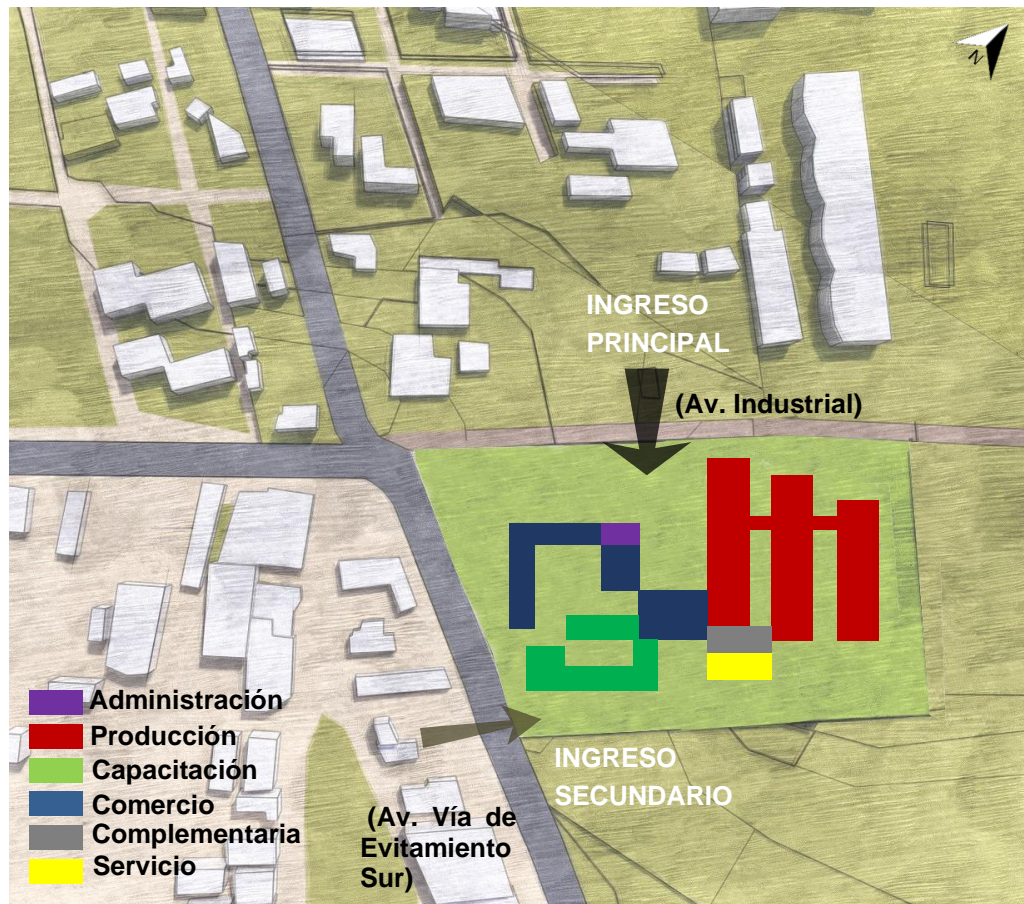 N
INGRESO
PRINCIPAL
(Av. Industrial)
Administración
Producción
Capacitación
Comercio
Complementaria
Servicio
INGRESO
SECUNDARIO
(Av. Vía de
Evitamiento
Sur)